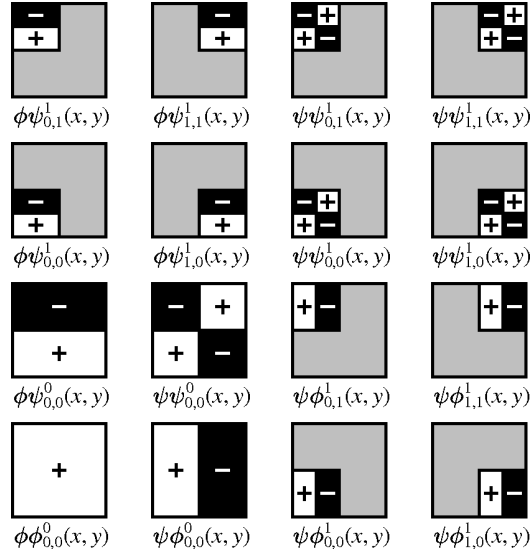 − − − + − +
+ + + − + −
ϕψ¹₀,₁(x, y) ϕψ¹₁,₁(x, y) ψψ¹₀,₁(x, y) ψψ¹₁,₁(x, y)
− − − + − +
+ + + − + −
ϕψ¹₀,₀(x, y) ϕψ¹₁,₀(x, y) ψψ¹₀,₀(x, y) ψψ¹₁,₀(x, y)
− − + + − + −
+ + −
ϕψ⁰₀,₀(x, y) ψψ⁰₀,₀(x, y) ψϕ¹₀,₁(x, y) ψϕ¹₁,₁(x, y)
+ + − + − + −
ϕϕ⁰₀,₀(x, y) ψϕ⁰₀,₀(x, y) ψϕ¹₀,₀(x, y) ψϕ¹₁,₀(x, y)